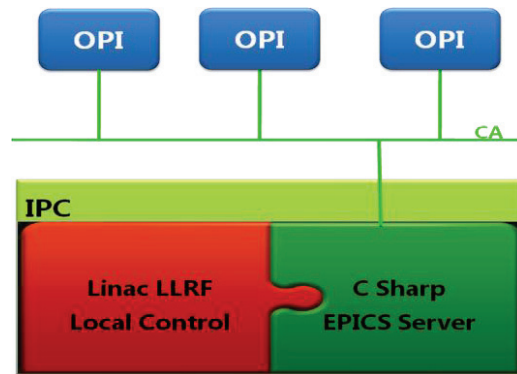 OPI OPI OPI
CA
IPC
Linac LLRF
Local Control
C Sharp
EPICS Server